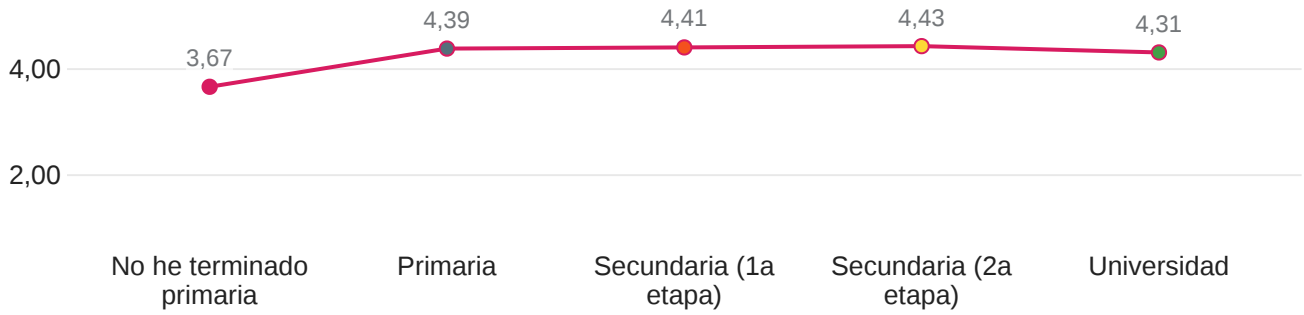 4,39
4,41
4,43
4,31
3,67
4,00
2,00
No he terminado
primaria
Primaria
Secundaria (1a
etapa)
Secundaria (2a
etapa)
Universidad